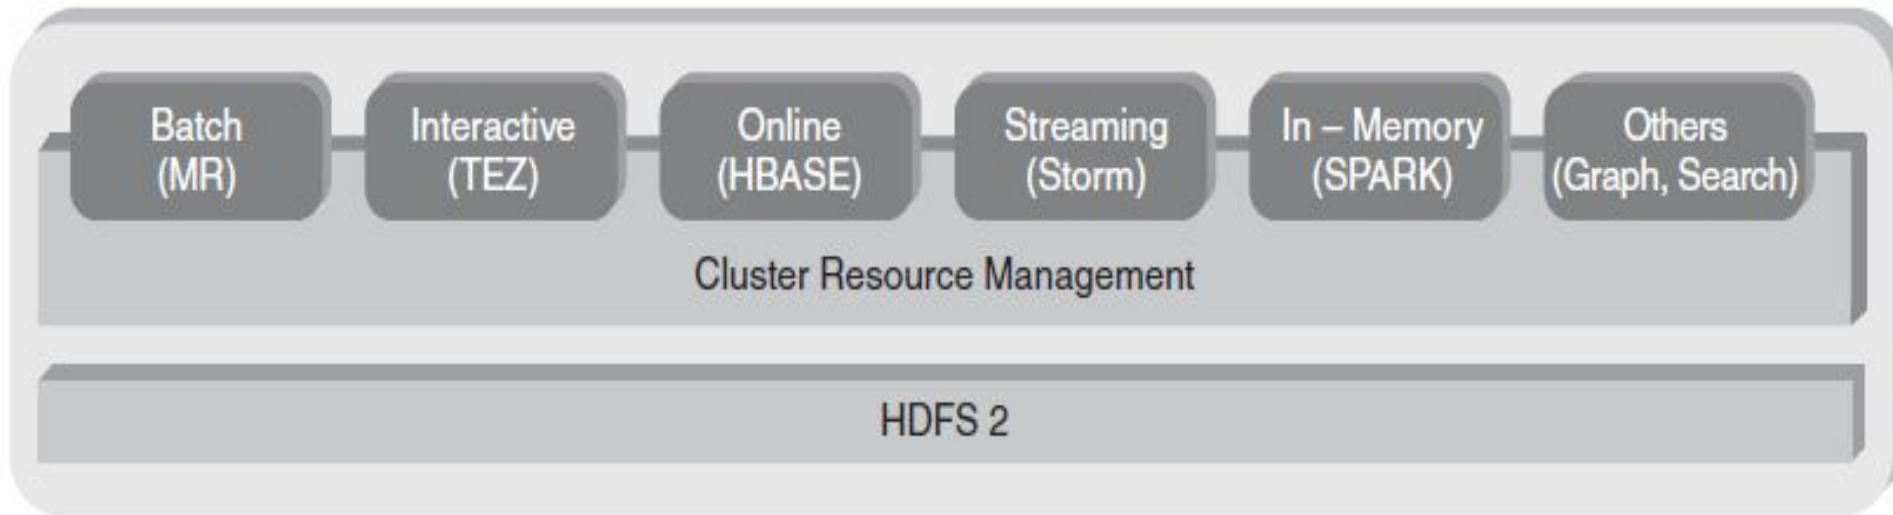 Batch
(MR)
Interactive
(TEZ)
Online
(HBASE)
Streaming
(Storm)
In – Memory
(SPARK)
Others
(Graph, Search)
Cluster Resource Management
HDFS 2